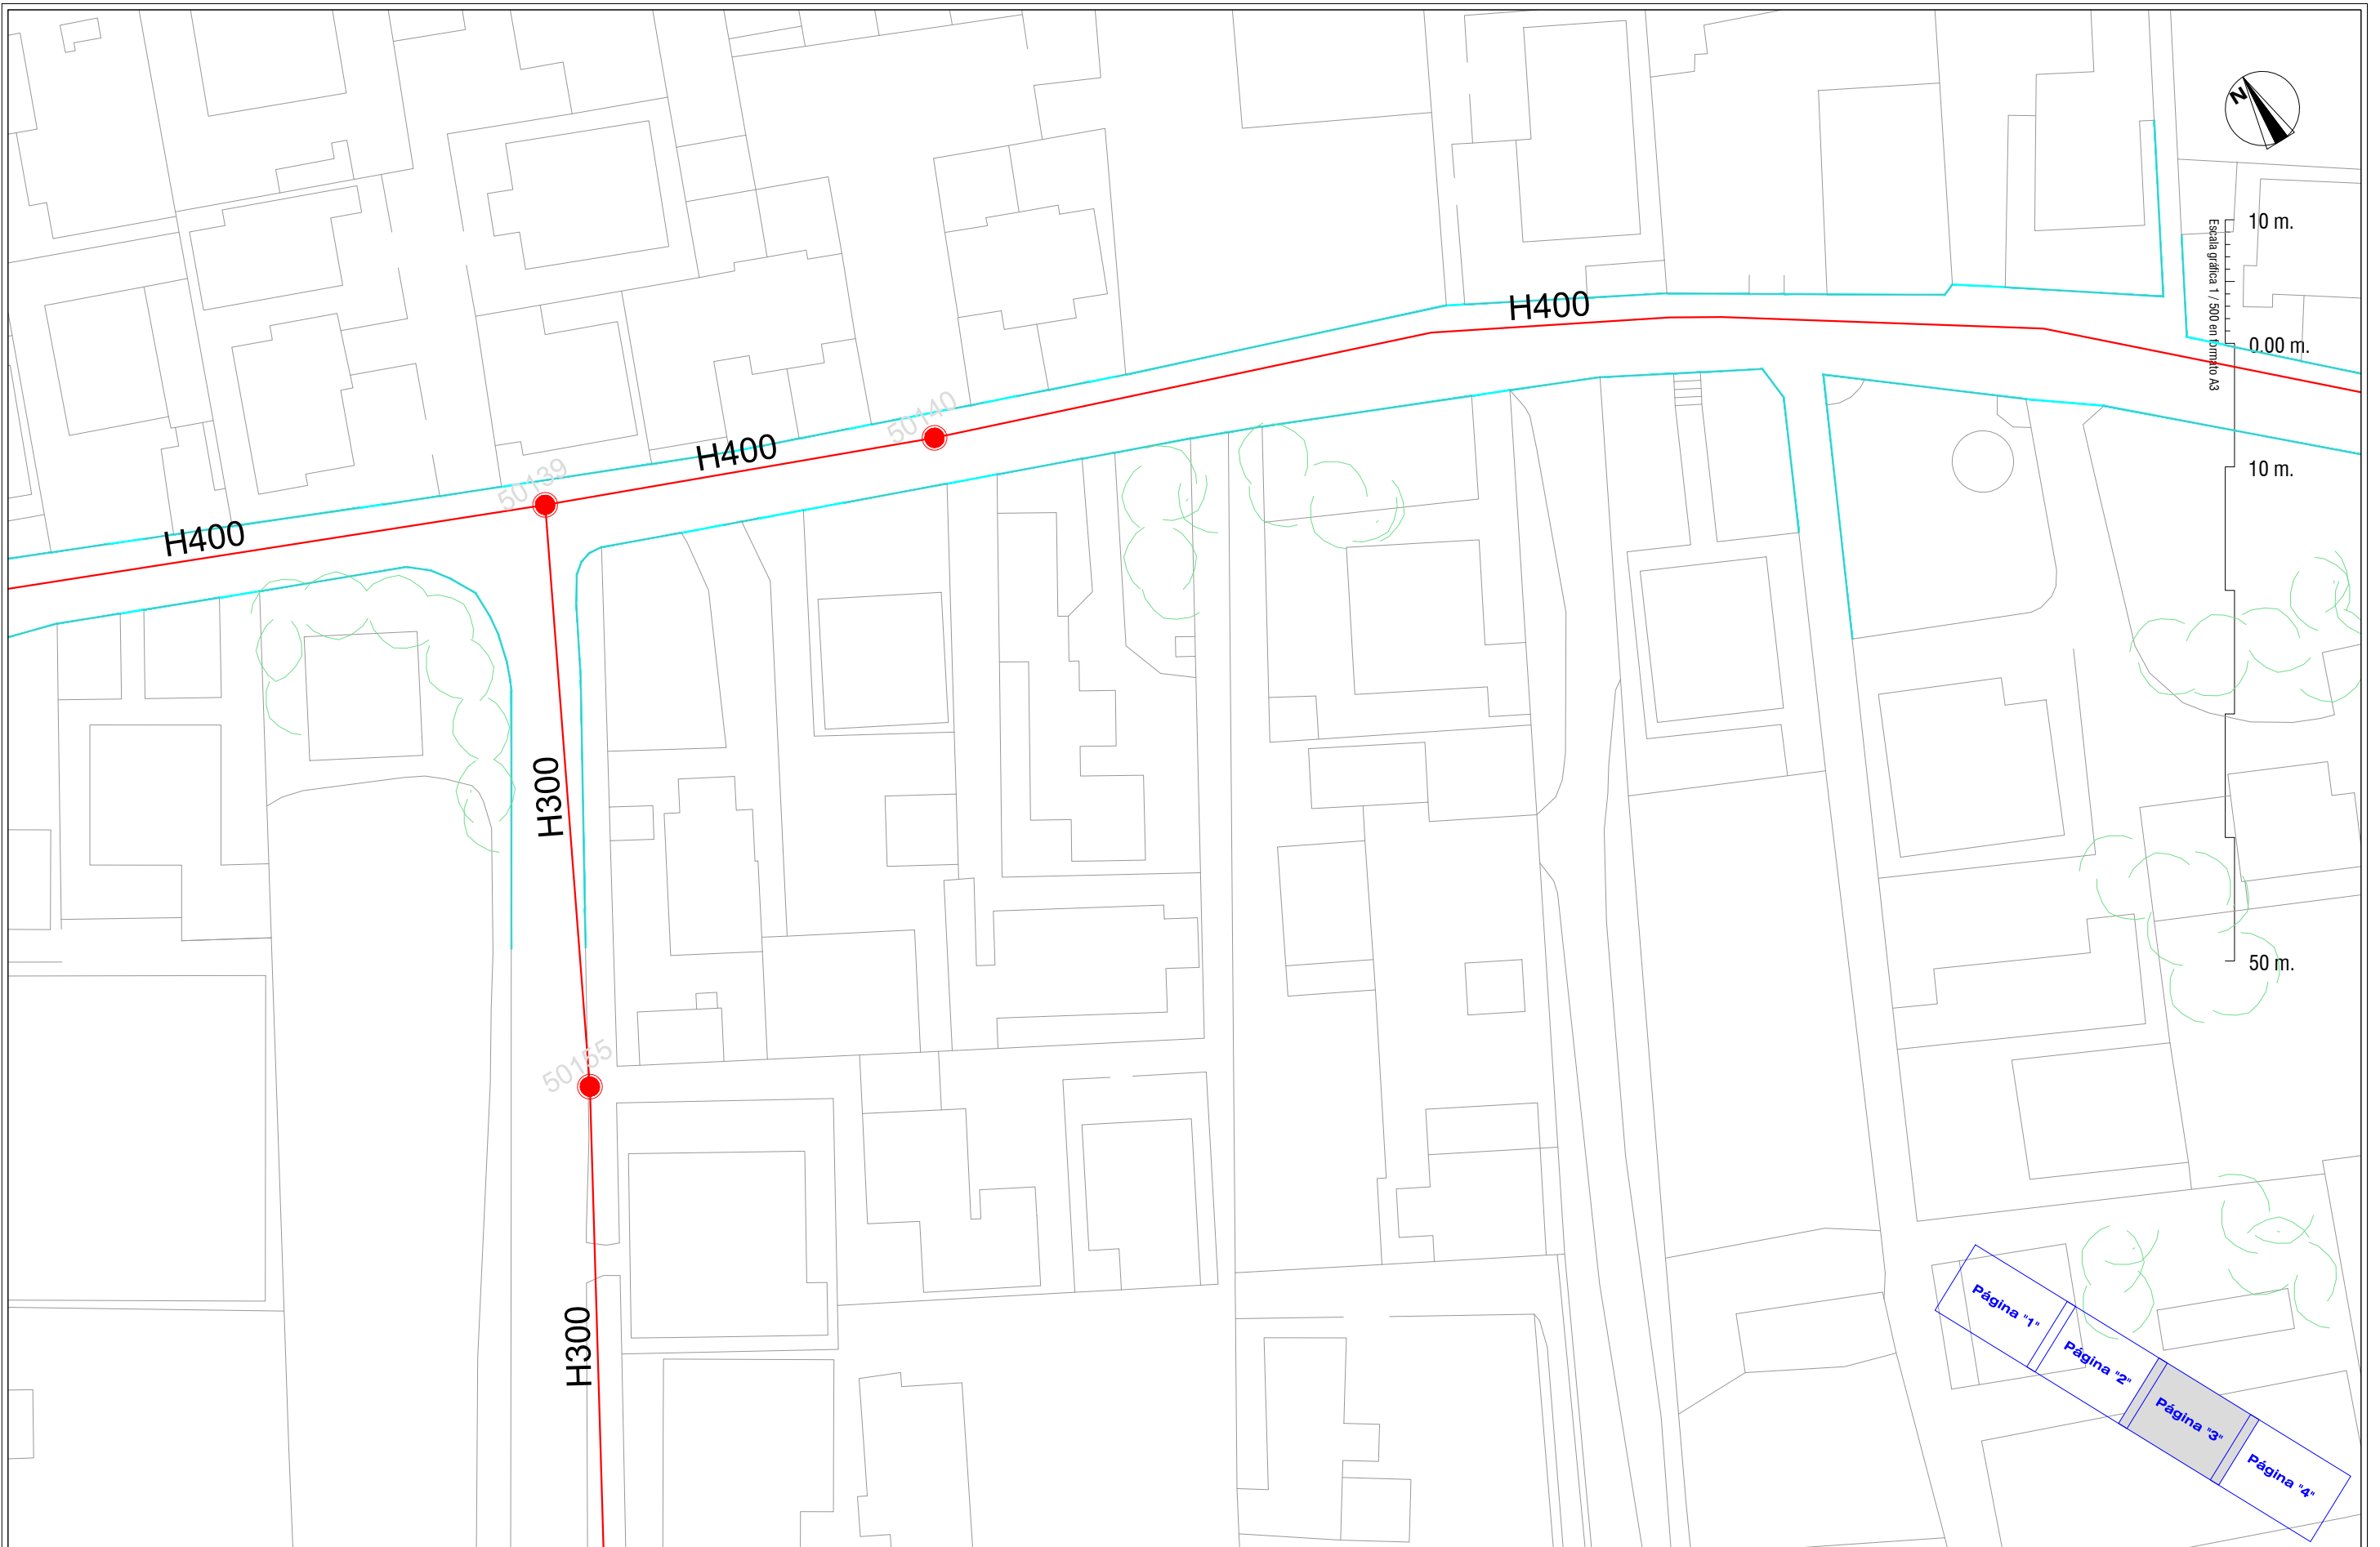 N
10 m.
Escala gráfica 1 / 500 en formato A3
0.00 m.
10 m.
50 m.
H400
50140
H400
50139
H400
H300
50155
H300
Página "1"
Página "2"
Página "3"
Página "4"